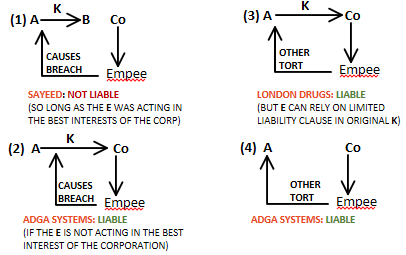 K
(1) A B Co
CAUSES
BREACH
Empee
SAYEED: NOT LIABLE
(SO LONG AS THE E WAS ACTING IN
THE BEST INTERESTS OF THE CORP)
K
(3) A Co
OTHER
TORT
Empee
LONDON DRUGS: LIABLE
(BUT E CAN RELY ON LIMITED
LIABILITY CLAUSE IN ORIGINAL K)
K
(2) A Co
CAUSES
BREACH
Empee
ADGA SYSTEMS: LIABLE
(IF THE E IS NOT ACTING IN THE BEST
INTEREST OF THE CORPORATION)
(4) A Co
OTHER
TORT
Empee
ADGA SYSTEMS: LIABLE